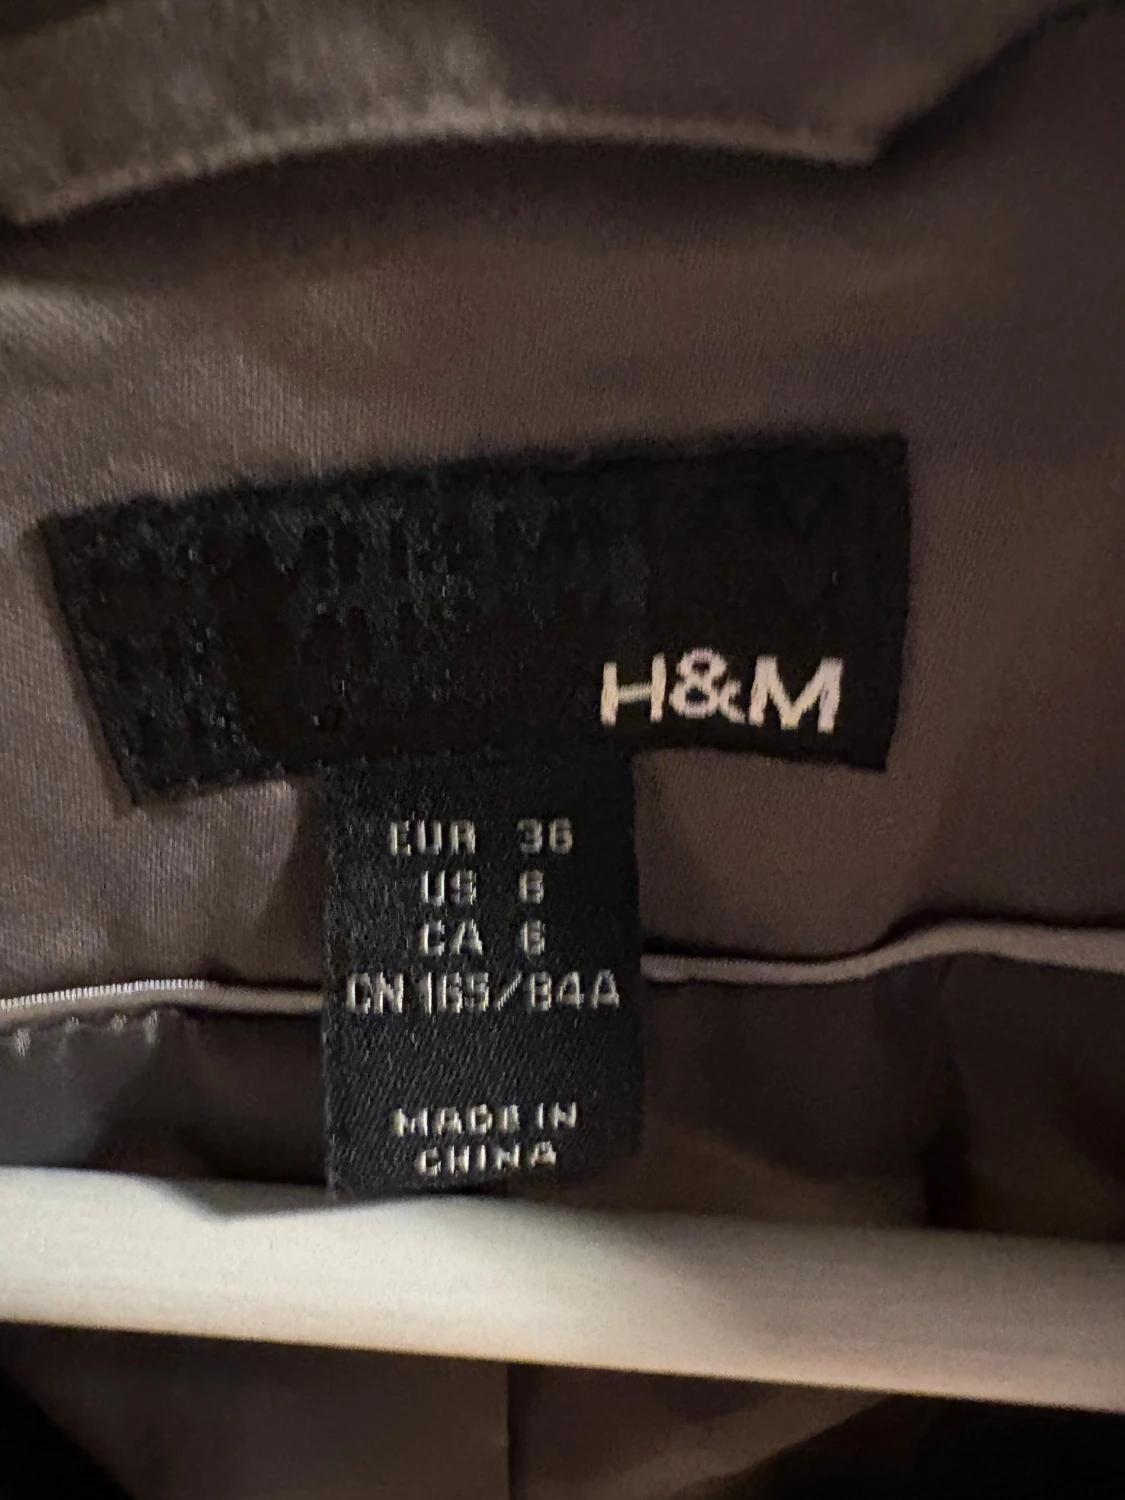 H&M
EUR 36
US 6
CA 6
CN 165/84A
MADE IN
CHINA